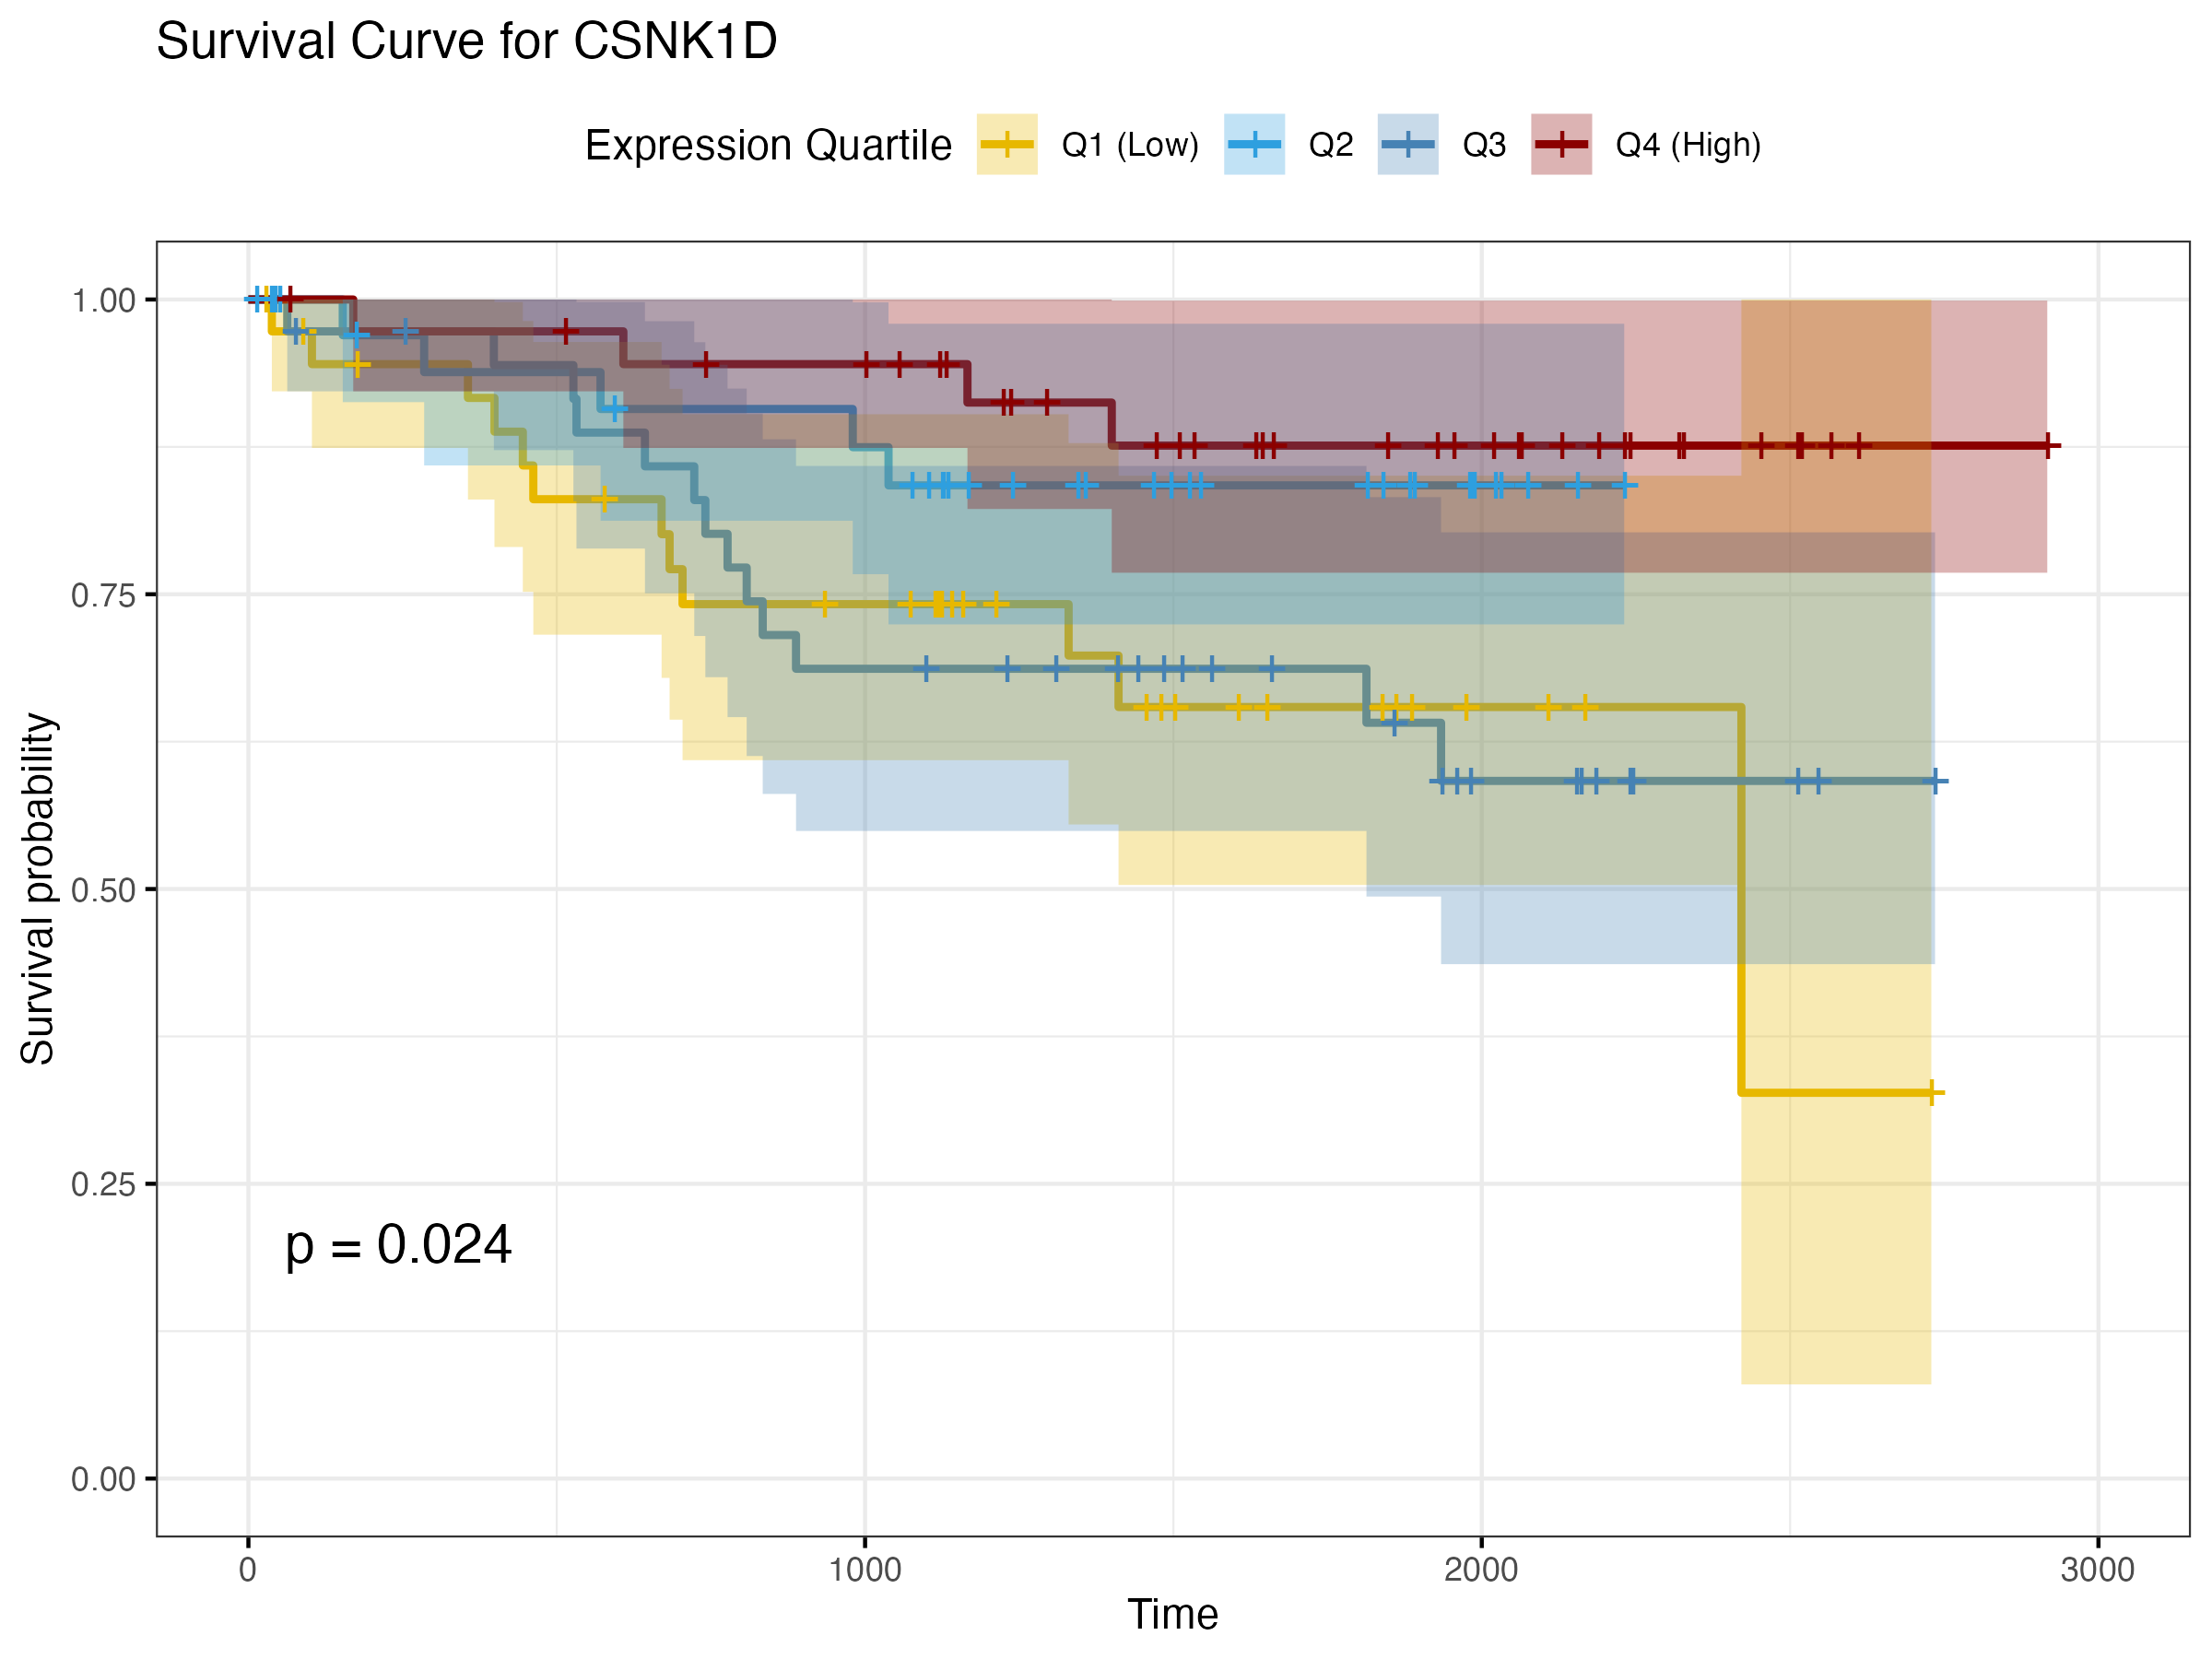 Survival Curve for CSNK1D
Expression Quartile Q1 (Low) Q2 Q3 Q4 (High)
Survival probability
1.00
0.75
0.50
0.25
0.00
p = 0.024
0 1000 2000 3000
Time